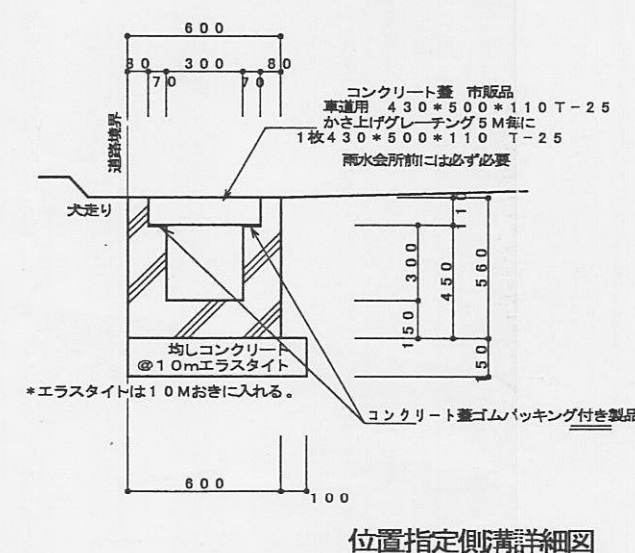 600
80 300 80
70 70
コンクリート蓋 市販品
車道用 430*500*110 T-25
かさ上げグレーチング5M毎に
1枚430*500*110 T-25
雨水会所前には必ず必要
道路境界
犬走り
110
300
450
560
150
150
均しコンクリート
@10mエラスタイト
*エラスタイトは10Mおきに入れる。
コンクリート蓋ゴムパッキング付き製品
600
100
位置指定側溝詳細図